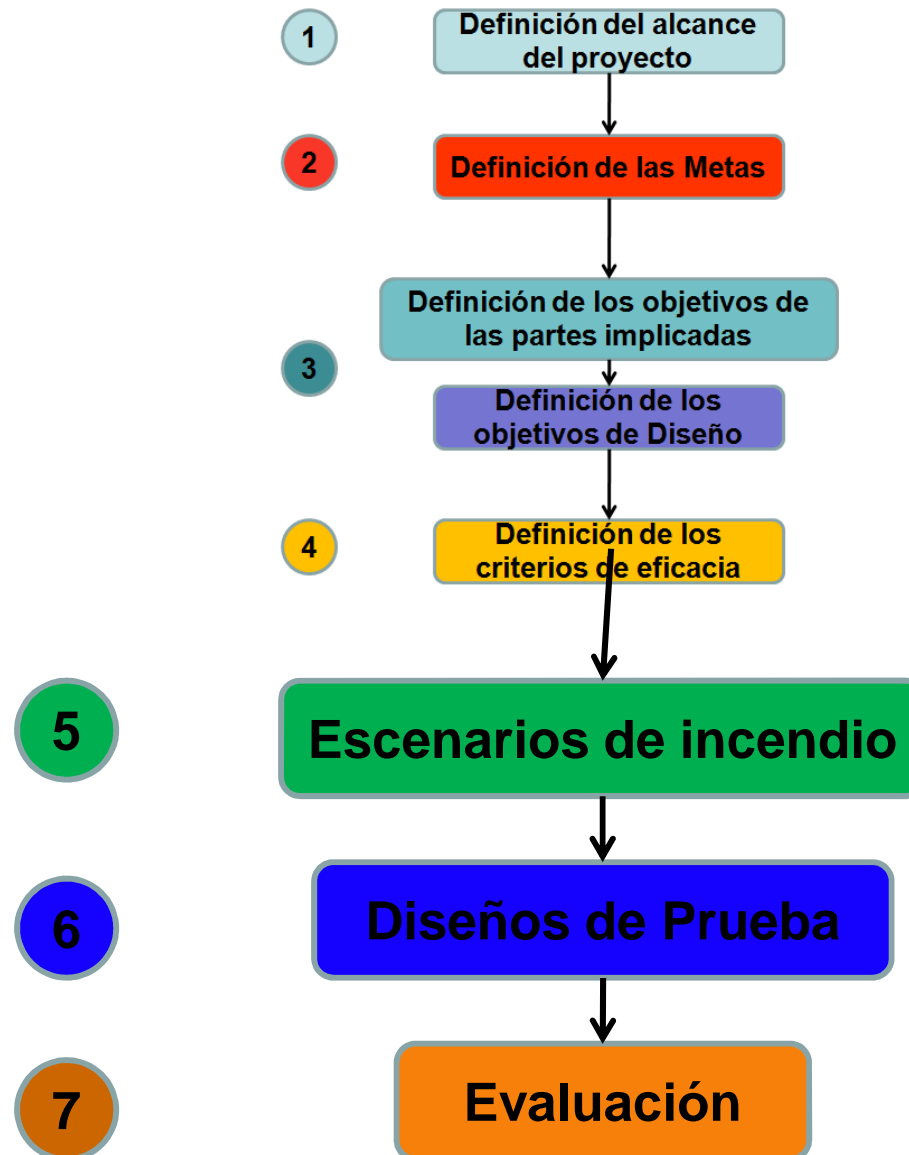 1
Definición del alcance
del proyecto
2
Definición de las Metas
Definición de los objetivos de
las partes implicadas
3
Definición de los
objetivos de Diseño
4
Definición de los
criterios de eficacia
5
Escenarios de incendio
6
Diseños de Prueba
7
Evaluación